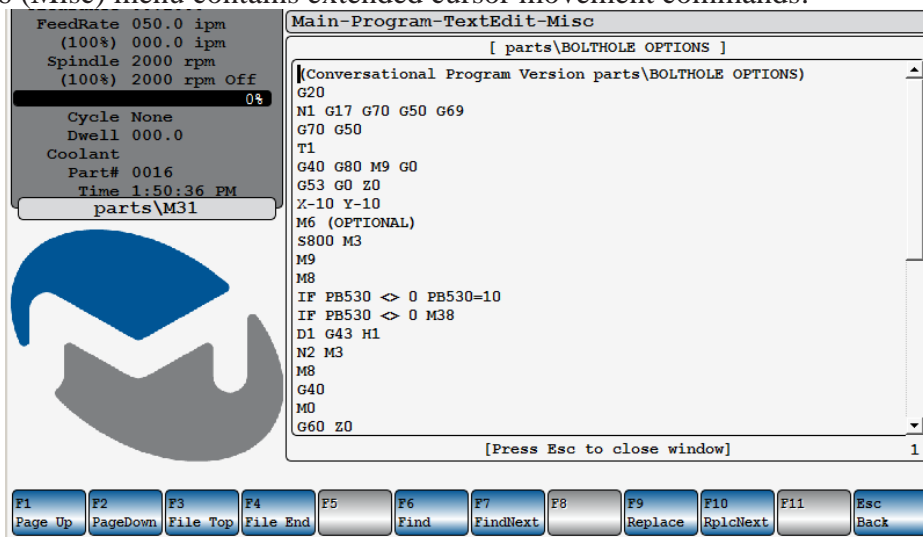 (Misc) menu contains extended cursor movement commands.
FeedRate 050.0 ipm
(100%) 000.0 ipm
Spindle 2000 rpm
(100%) 2000 rpm Off
0%
Cycle None
Dwell 000.0
Coolant
Part# 0016
Time 1:50:36 PM
parts\M31
Main-Program-TextEdit-Misc
[ parts\BOLTHOLE OPTIONS ]
(Conversational Program Version parts\BOLTHOLE OPTIONS)
G20
N1 G17 G70 G50 G69
G70 G50
T1
G40 G80 M9 G0
G53 G0 Z0
X-10 Y-10
M6 (OPTIONAL)
S800 M3
M9
M8
IF PB530 <> 0 PB530=10
IF PB530 <> 0 M38
D1 G43 H1
N2 M3
M8
G40
M0
G60 Z0
[Press Esc to close window] 1
F1 F2 F3 F4 F5 F6 F7 F8 F9 F10 F11 Esc
Page Up PageDown File Top File End Find FindNext Replace RplcNext Back